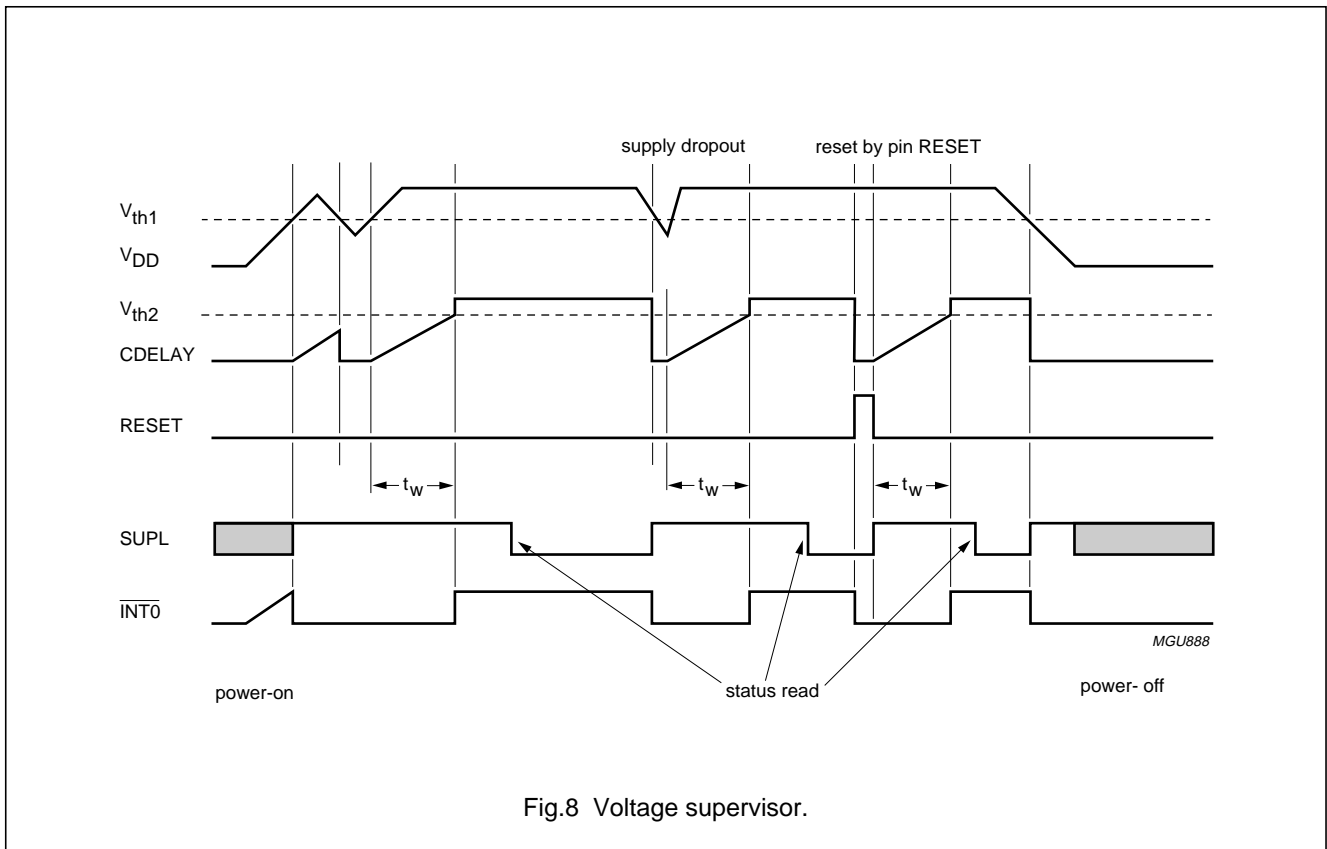 supply dropout reset by pin RESET
Vth1
VDD
Vth2
CDELAY
RESET
tW tW tW
SUPL
INT0
MGU888
power-on status read power- off
Fig.8 Voltage supervisor.